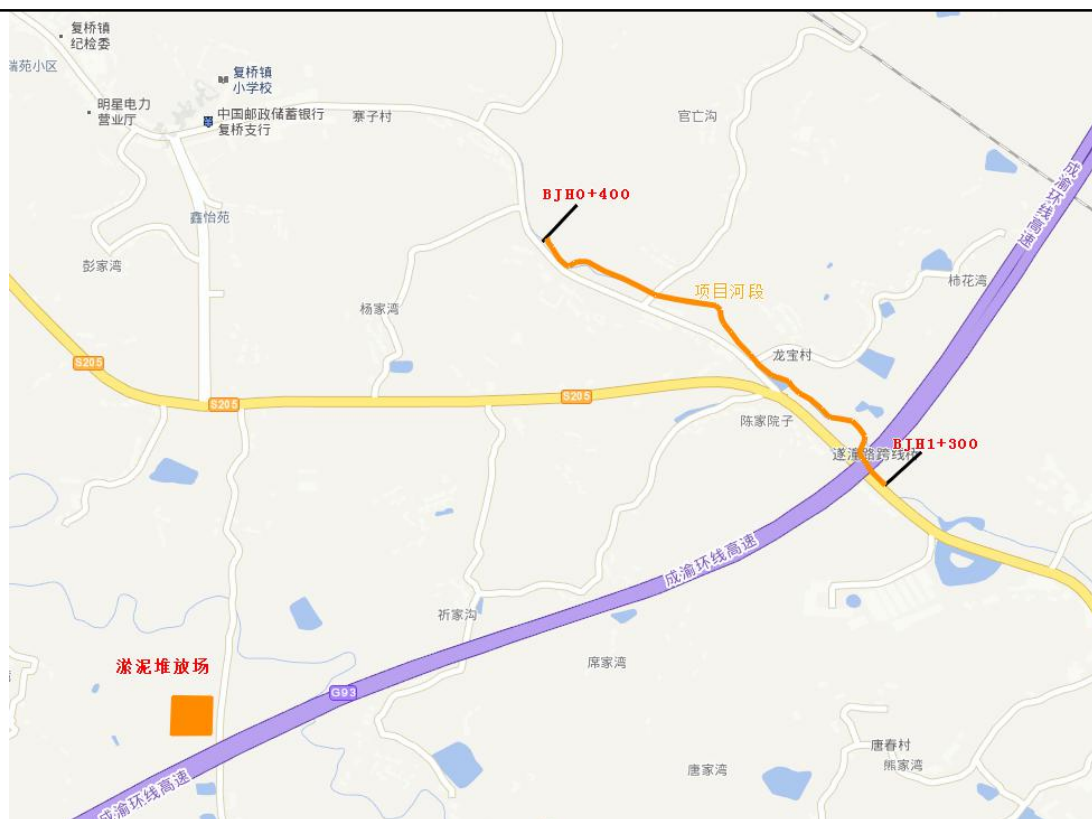 复桥镇
纪检委
瑞苑小区
复桥镇
小学校
明星电力
营业厅
中国邮政储蓄银行
复桥支行
寨子村
官亡沟
成渝环线高速
BJH0+400
鑫怡苑
彭家湾
柿花湾
项目河段
杨家湾
龙宝村
S205
S205
S205
陈家院子
BJH1+300
遂潼路跨线桥
成渝环线高速
祈家沟
席家湾
淤泥堆放场
G93
唐春村
熊家湾
唐家湾
成渝环线高速